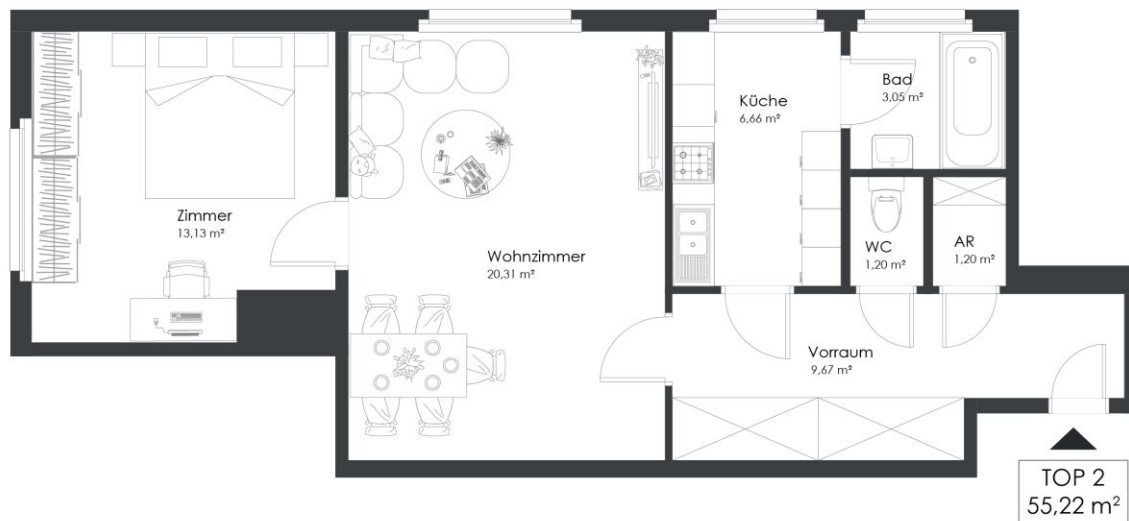 Zimmer
13,13 m²
Wohnzimmer
20,31 m²
Küche
6,66 m²
Bad
3,05 m²
WC
1,20 m²
AR
1,20 m²
Vorraum
9,67 m²
TOP 2
55,22 m²